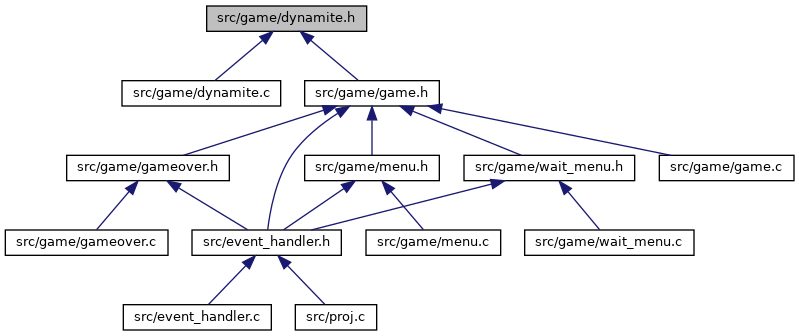 src/game/dynamite.h
src/game/dynamite.c
src/game/game.h
src/game/gameover.h
src/game/menu.h
src/game/wait_menu.h
src/game/game.c
src/game/gameover.c
src/event_handler.h
src/game/menu.c
src/game/wait_menu.c
src/event_handler.c
src/proj.c